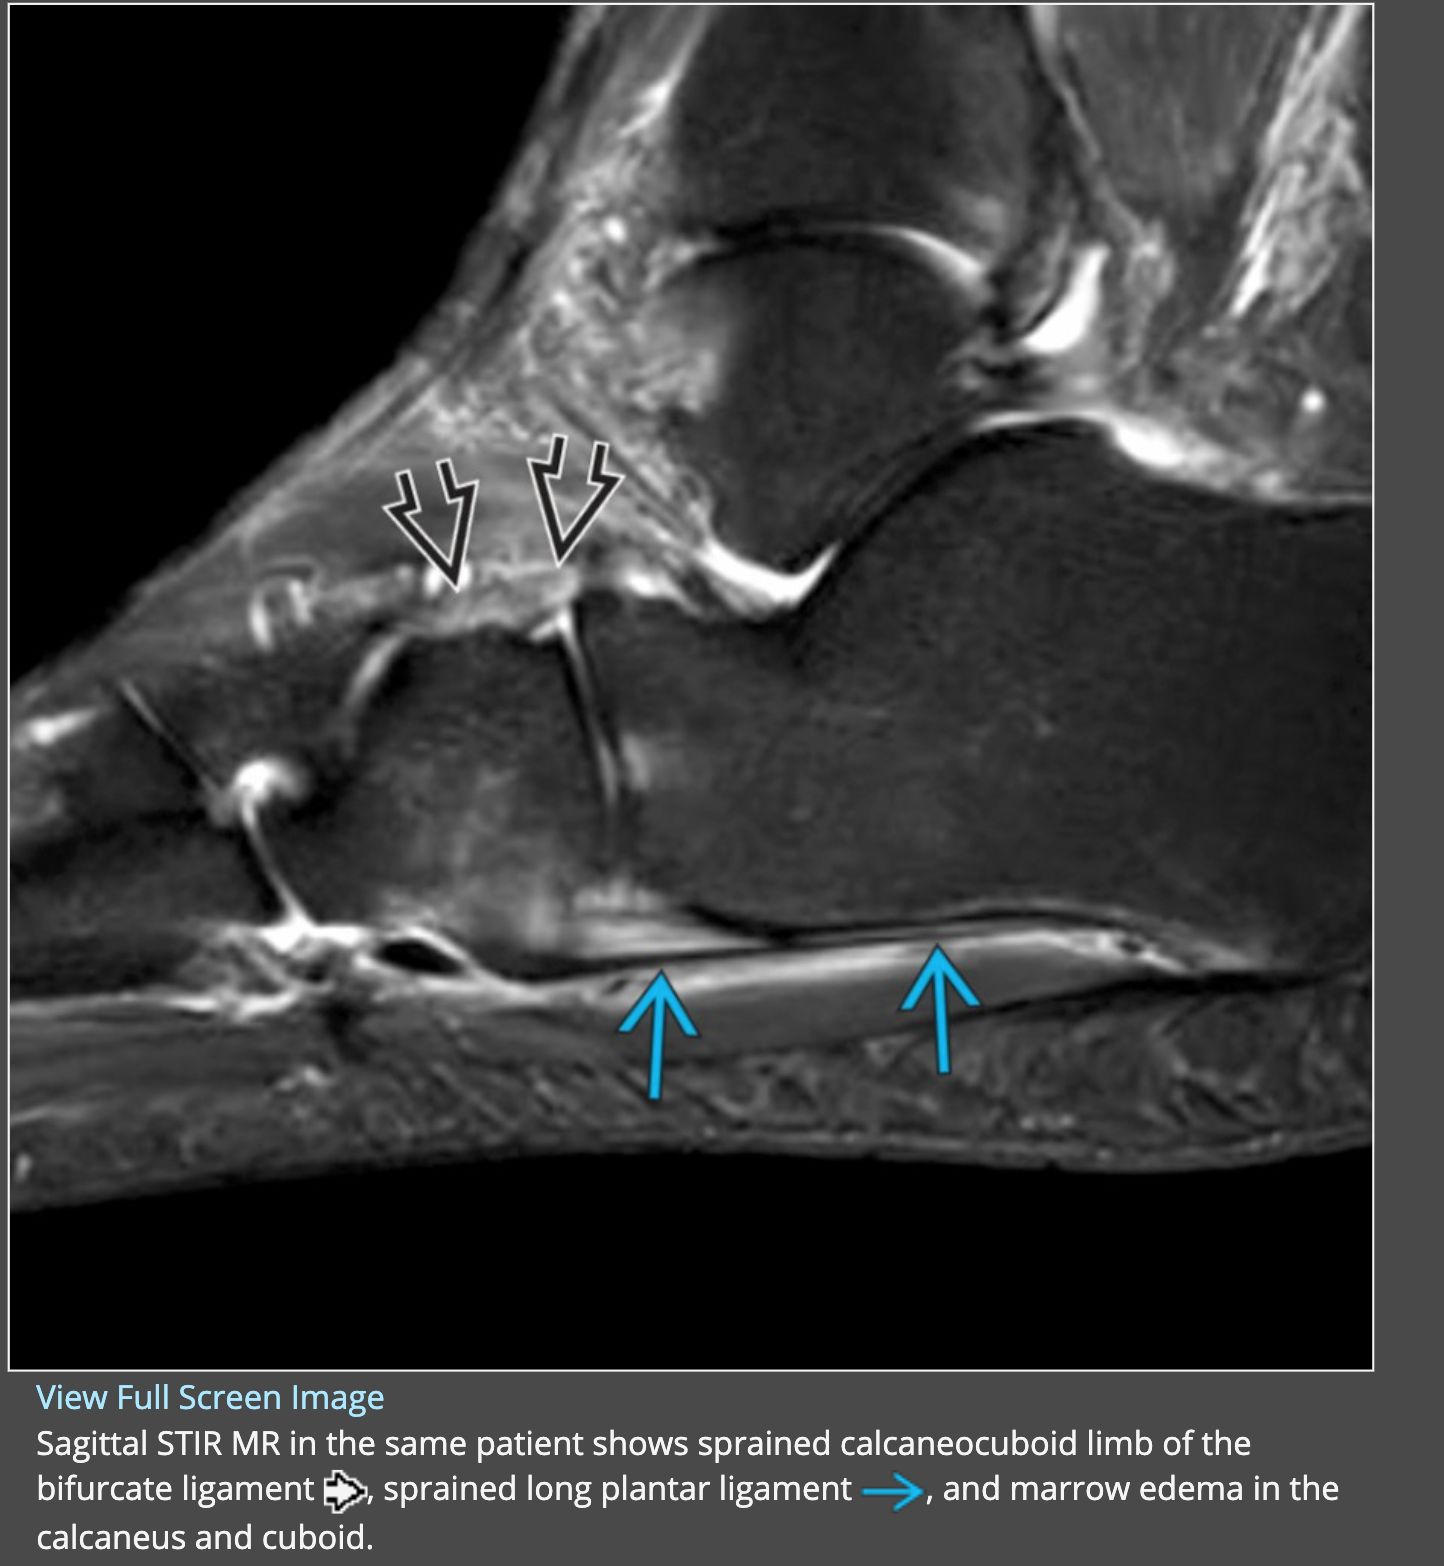 View Full Screen Image
Sagittal STIR MR in the same patient shows sprained calcaneocuboid limb of the
bifurcate ligament , sprained long plantar ligament , and marrow edema in the
calcaneus and cuboid.